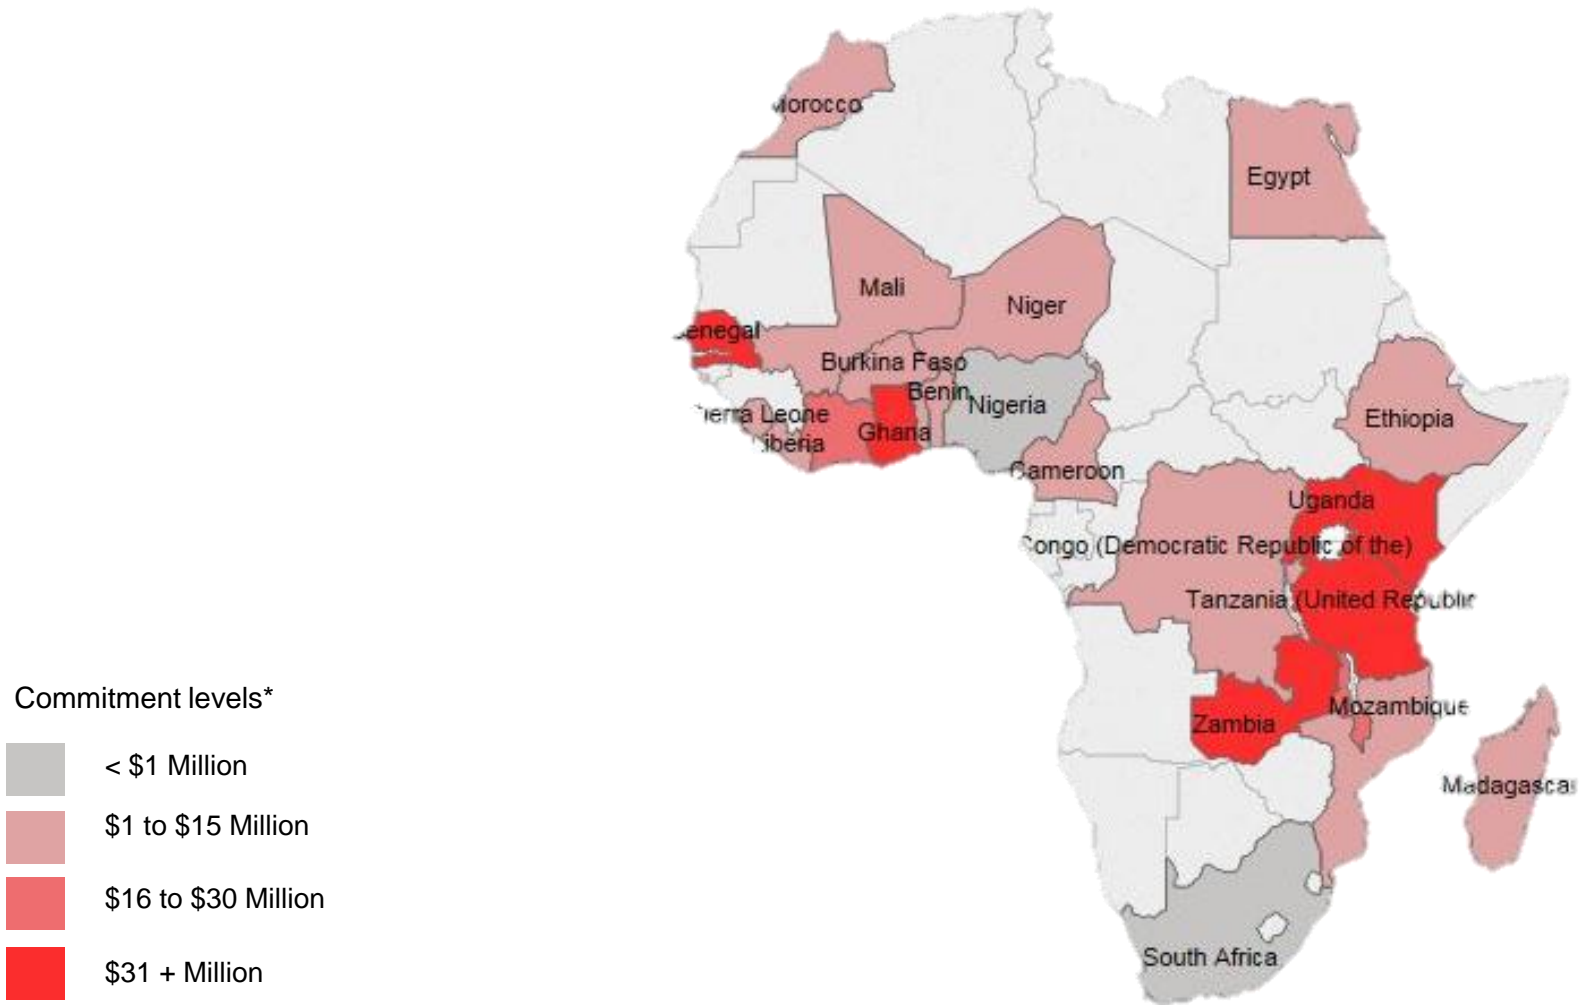 Morocco
Egypt
Mali
Niger
Senegal
Burkina Faso
Benin
Nigeria
Sierra Leone
Ghana
Liberia
Ethiopia
Cameroon
Uganda
Congo (Democratic Republic of the)
Tanzania (United Republic
Mozambique
Zambia
Madagascar
South Africa
Commitment levels*
< $1 Million
$1 to $15 Million
$16 to $30 Million
$31 + Million